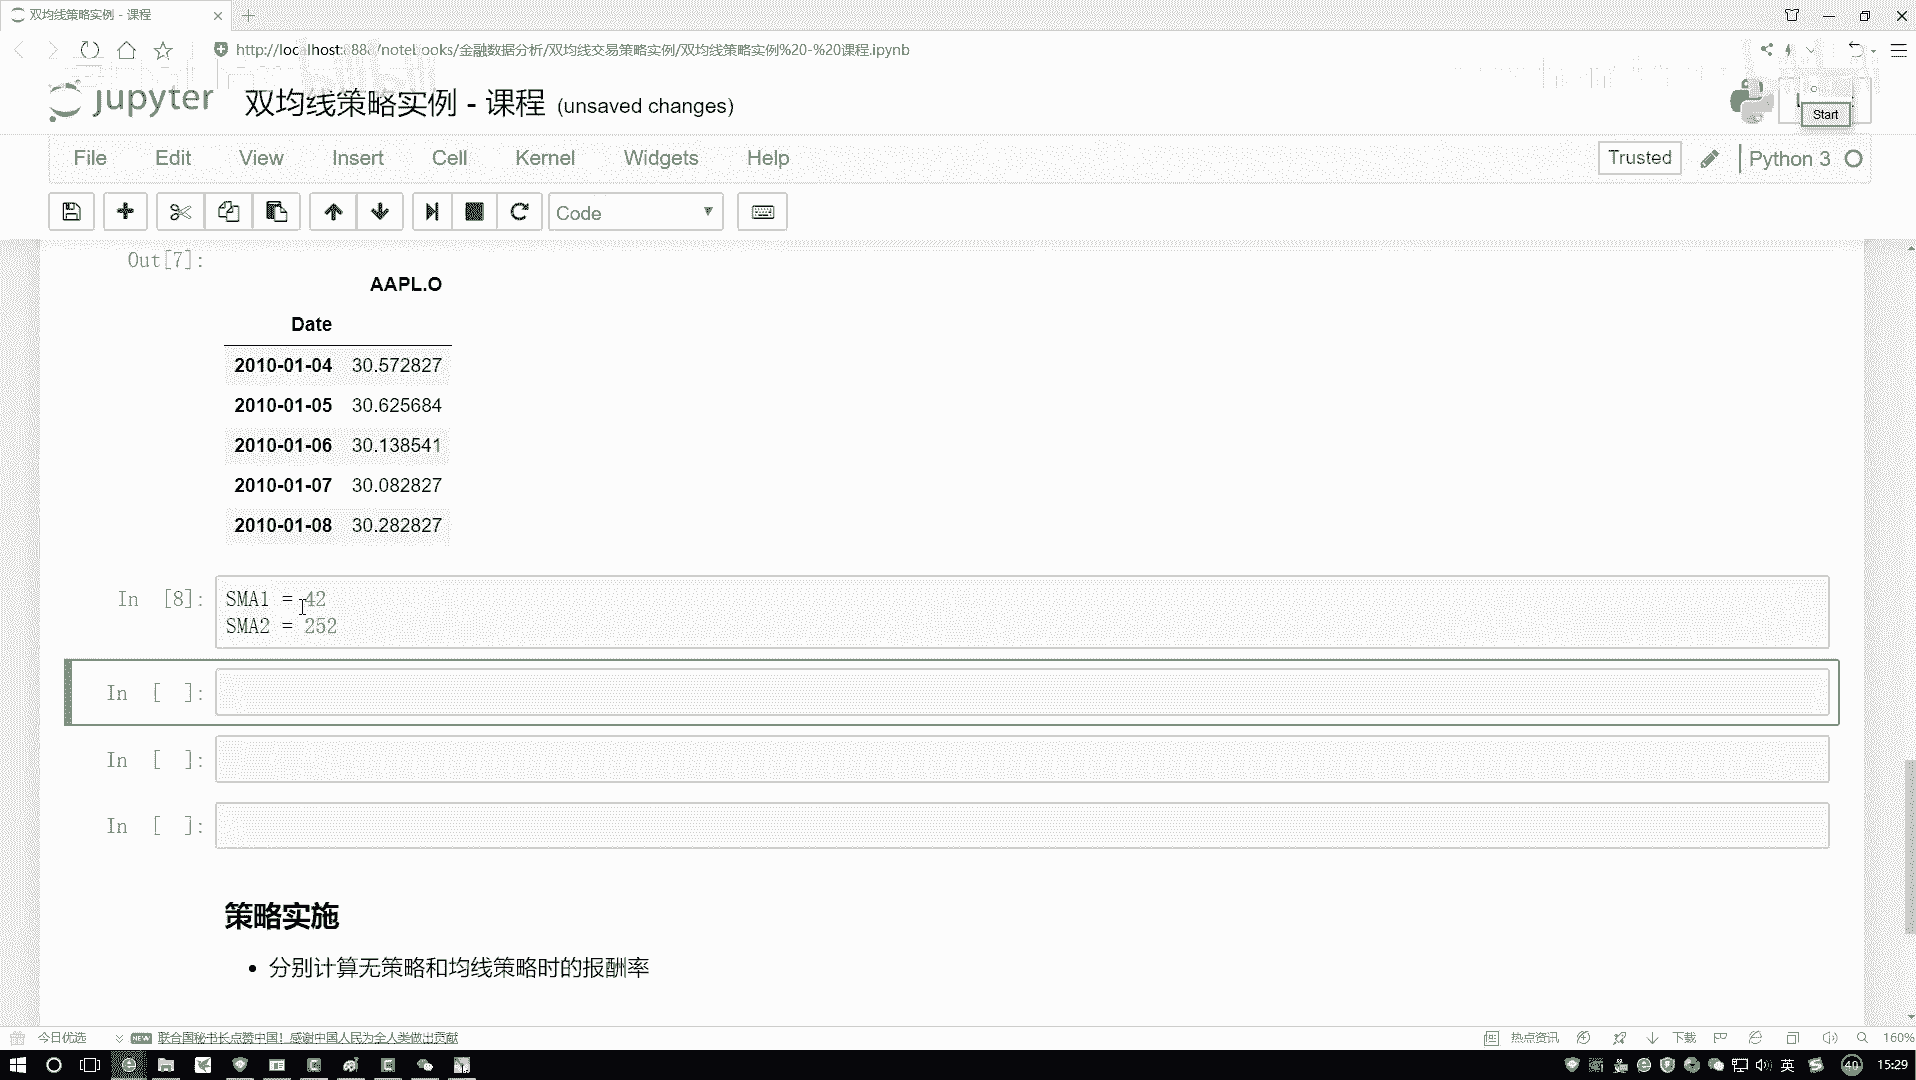 双均线策略实例 - 课程
http://localhost:888/notebooks/金融数据分析/双均线交易策略实例/双均线策略实例%20-%20课程.ipynb
jupyter 双均线策略实例 - 课程 (unsaved changes)
Start
File Edit View Insert Cell Kernel Widgets Help
Trusted Python 3
Code
Out[7]:
AAPL.O
Date
2010-01-04 30.572827
2010-01-05 30.625684
2010-01-06 30.138541
2010-01-07 30.082827
2010-01-08 30.282827
In [8]: SMA1 = 42
SMA2 = 252
In [ ]:
In [ ]:
In [ ]:
策略实施
• 分别计算无策略和均线策略时的报酬率
今日优选 NEW 联合国秘书长点赞中国！感谢中国人民为全人类做出贡献
热点资讯 下载 160%
英 40 15:29